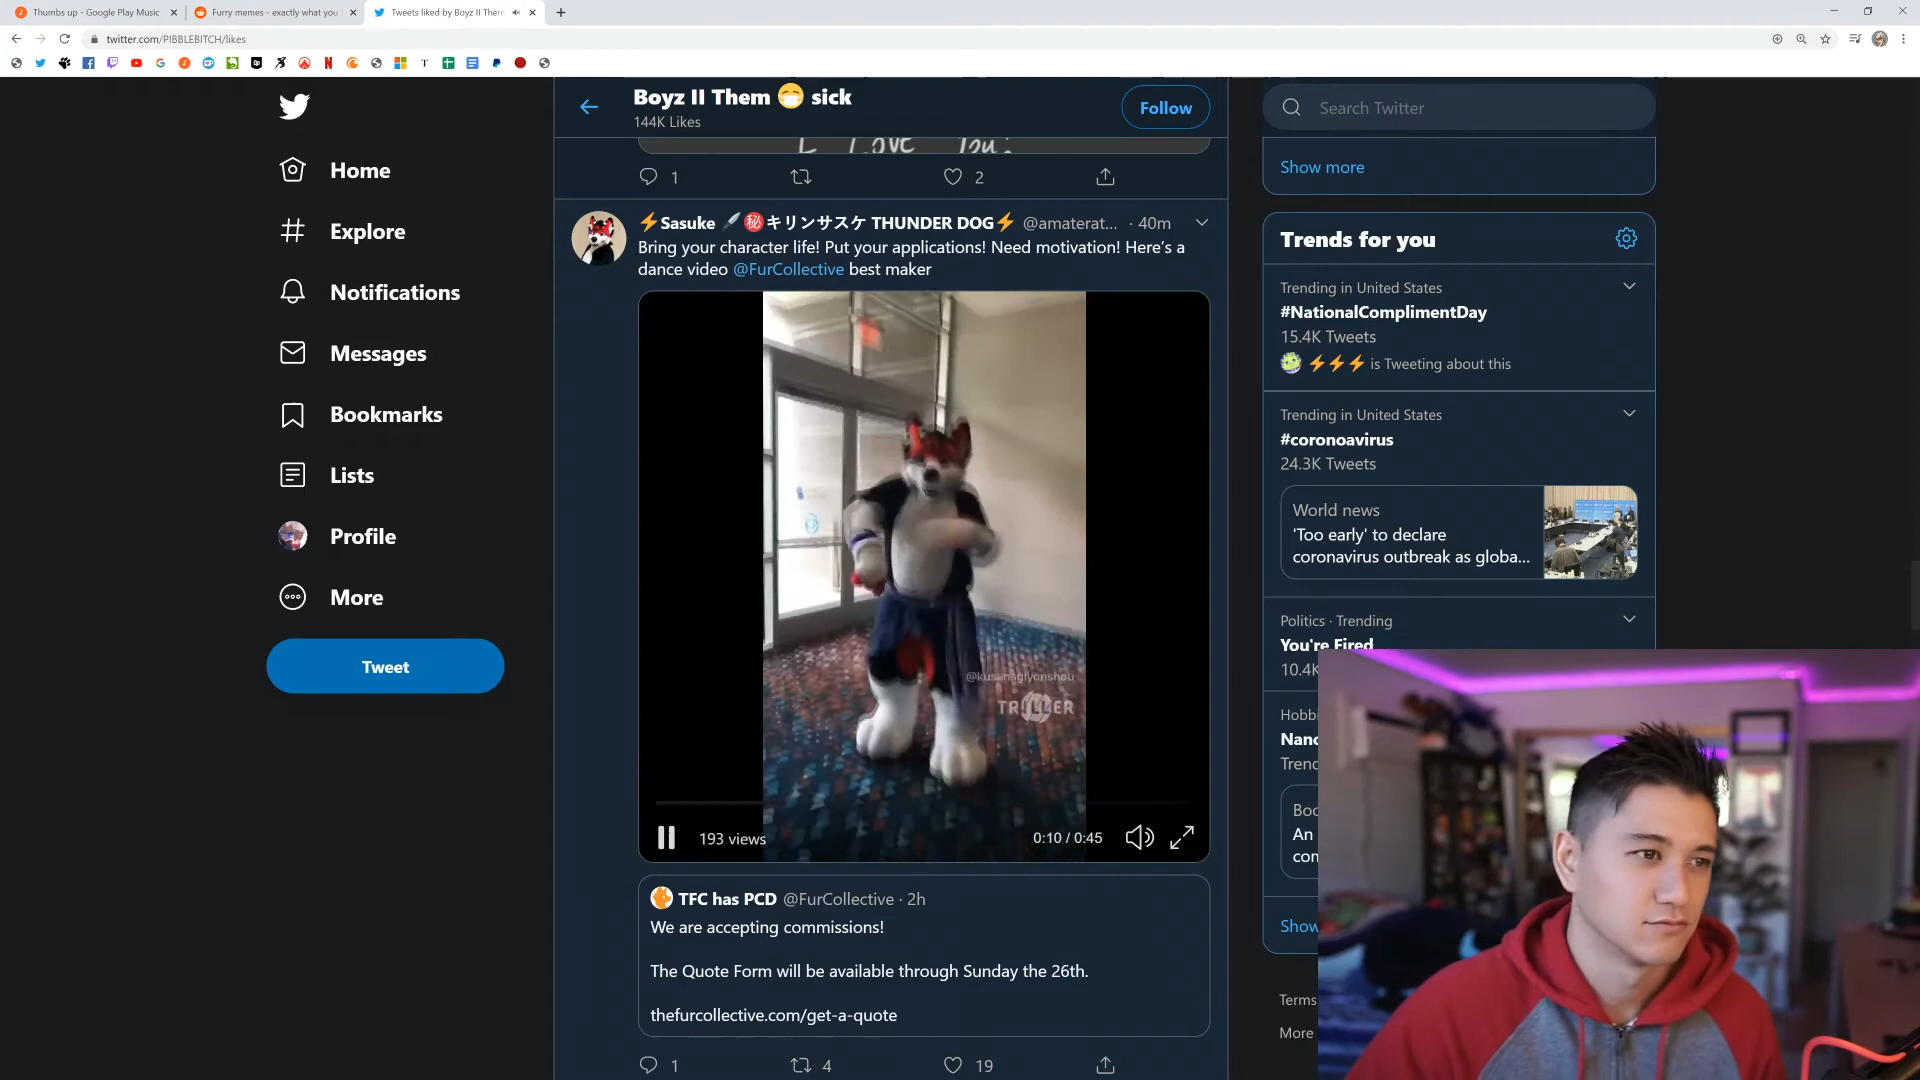 Thumbs up - Google Play Music
Furry memes - exactly what you
Tweets liked by Boyz II Them
twitter.com/PIBBLEBITCH/likes
Home
Explore
Notifications
Messages
Bookmarks
Lists
Profile
More
Tweet
Boyz II Them 😷 sick
144K Likes
Follow
I Love You!
1
2
⚡Sasuke 🗡️㊙️キリンサスケ THUNDER DOG⚡ @amaterat... · 40m
Bring your character life! Put your applications! Need motivation! Here's a
dance video @FurCollective best maker
@kusanagiyonshou
TRILLER
193 views
0:10 / 0:45
TFC has PCD @FurCollective · 2h
We are accepting commissions!
The Quote Form will be available through Sunday the 26th.
thefurcollective.com/get-a-quote
1
4
19
Search Twitter
Show more
Trends for you
Trending in United States
#NationalComplimentDay
15.4K Tweets
⚡⚡⚡ is Tweeting about this
Trending in United States
#coronoavirus
24.3K Tweets
World news
'Too early' to declare
coronavirus outbreak as globa...
Politics · Trending
You're Fired
10.4K
Hobbi
Nanc
Trenc
Boo
An
con
Show
Terms
More